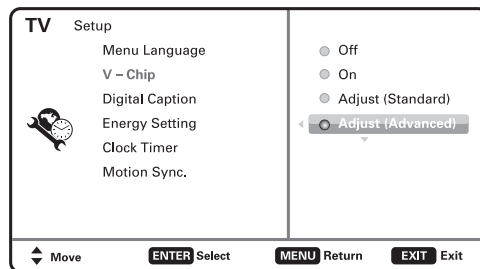 TV Setup
Menu Language
V – Chip
Digital Caption
Energy Setting
Clock Timer
Motion Sync.
Off
On
Adjust (Standard)
Adjust (Advanced)
Move ENTER Select MENU Return EXIT Exit